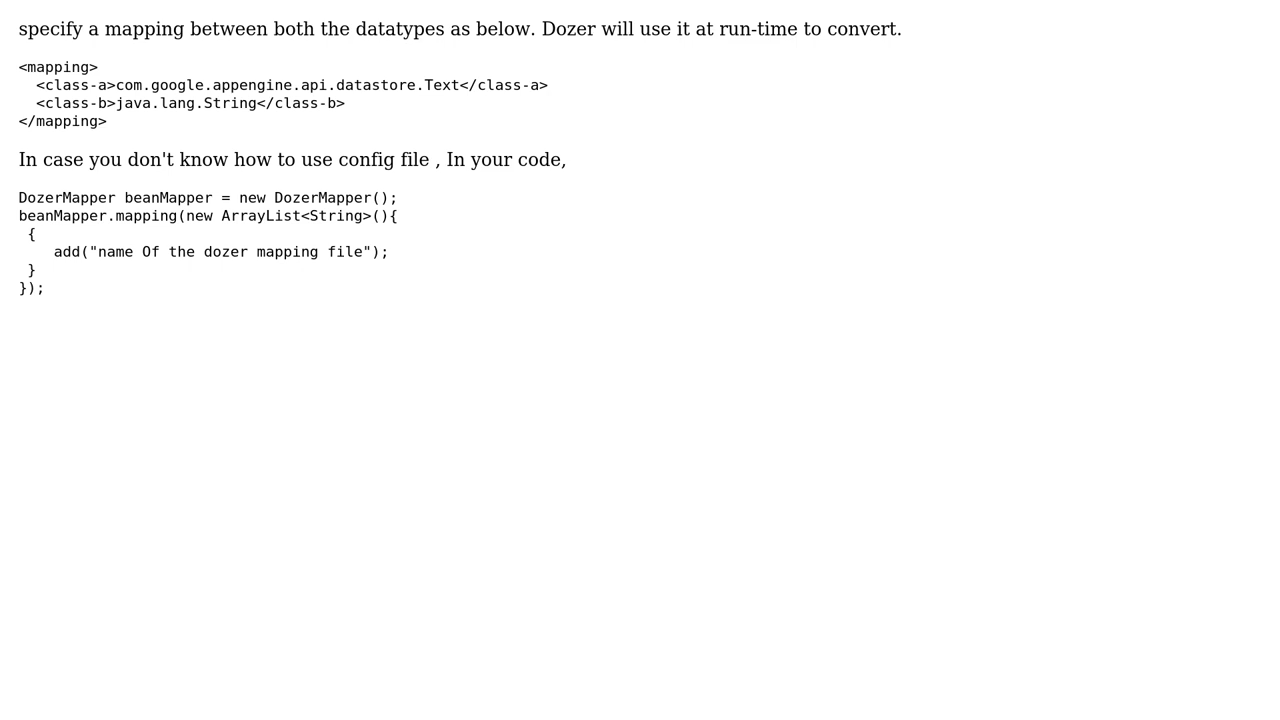 specify a mapping between both the datatypes as below. Dozer will use it at run-time to convert.
<mapping>
  <class-a>com.google.appengine.api.datastore.Text</class-a>
  <class-b>java.lang.String</class-b>
</mapping>
In case you don't know how to use config file , In your code,
DozerMapper beanMapper = new DozerMapper();
beanMapper.mapping(new ArrayList<String>(){
 {
    add("name Of the dozer mapping file");
 }
});